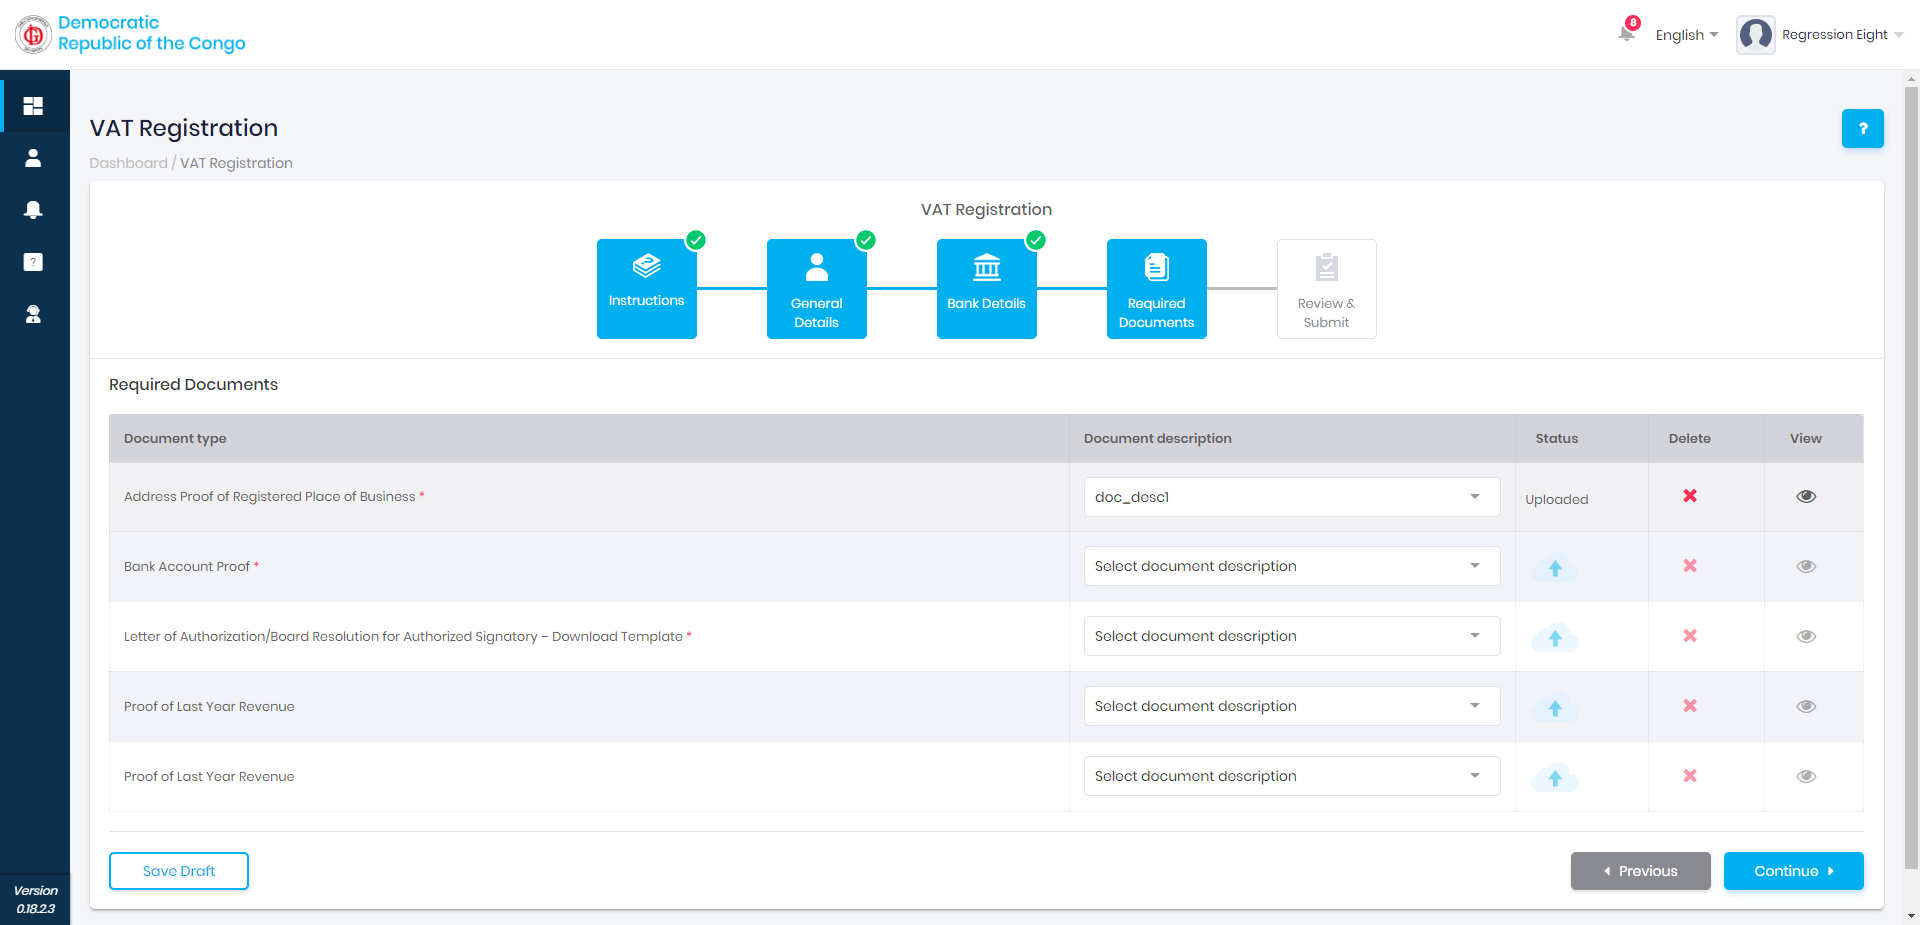 Democratic
Republic of the Congo
8
English
Regression Eight
VAT Registration
?
Dashboard / VAT Registration
VAT Registration
Instructions
General
Details
Bank Details
Required
Documents
Review &
Submit
Required Documents
Document type
Document description
Status
Delete
View
Address Proof of Registered Place of Business *
doc_desc1
Uploaded
Bank Account Proof *
Select document description
Letter of Authorization/Board Resolution for Authorized Signatory – Download Template *
Select document description
Proof of Last Year Revenue
Select document description
Proof of Last Year Revenue
Select document description
Save Draft
Previous
Continue
Version
0.18.2.3